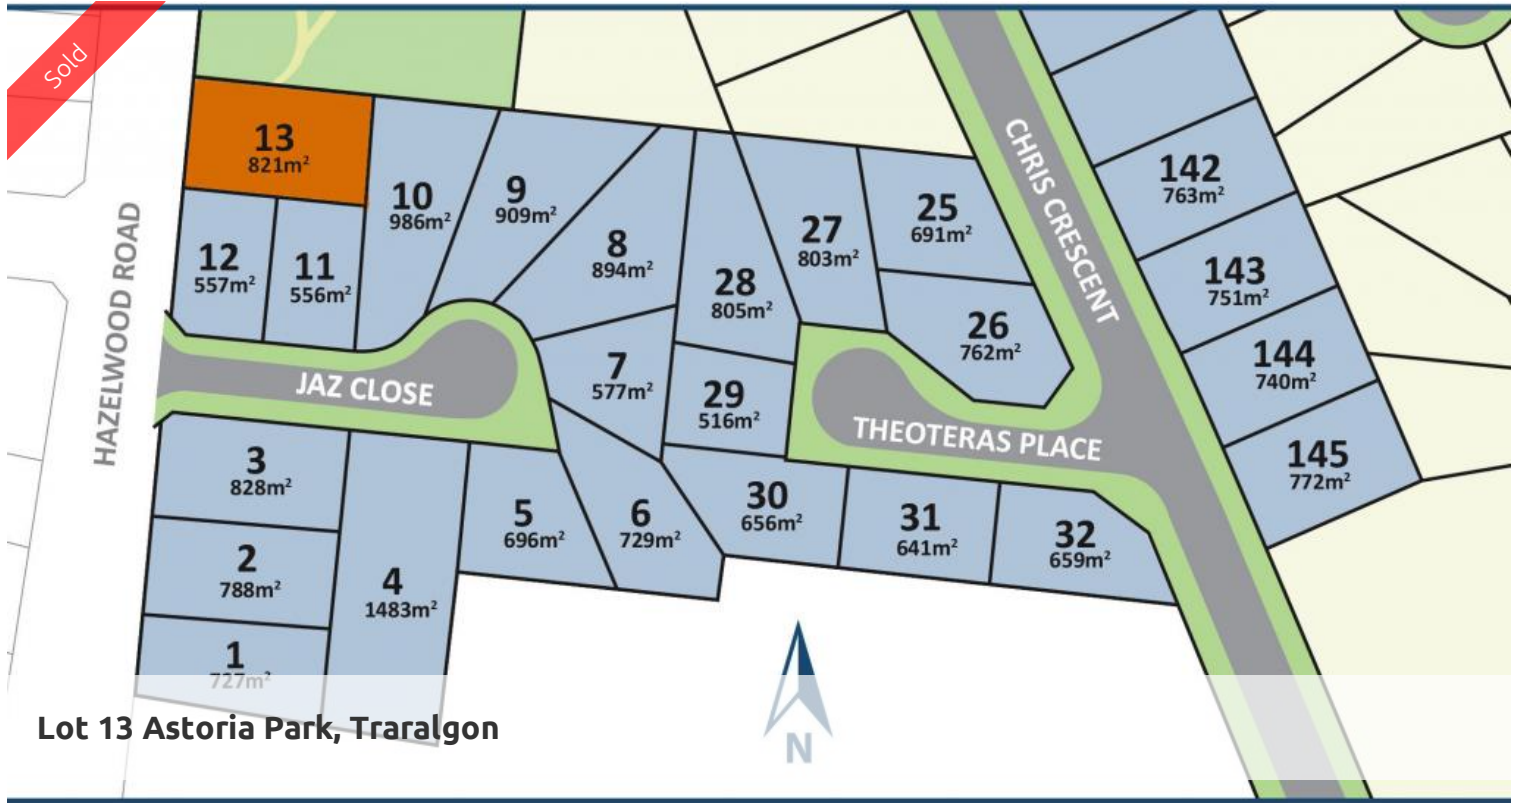 Sold
13
821m²
10
986m²
9
909m²
8
894m²
12
557m²
11
556m²
28
805m²
27
803m²
25
691m²
26
762m²
CHRIS CRESCENT
142
763m²
143
751m²
144
740m²
145
772m²
HAZELWOOD ROAD
JAZ CLOSE
7
577m²
29
516m²
THEOTERAS PLACE
3
828m²
2
788m²
1
727m²
4
1483m²
5
696m²
6
729m²
30
656m²
31
641m²
32
659m²
Lot 13 Astoria Park, Traralgon
N